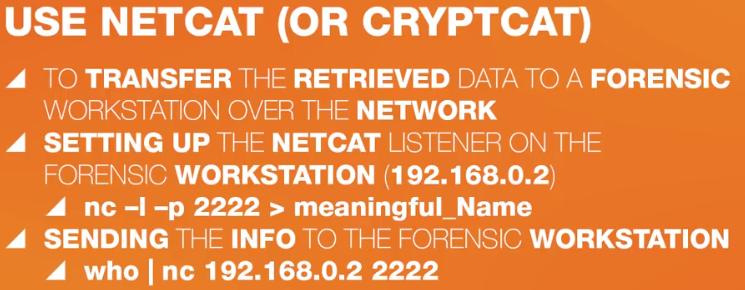 USE NETCAT (OR CRYPTCAT)
TO TRANSFER THE RETRIEVED DATA TO A FORENSIC
WORKSTATION OVER THE NETWORK
SETTING UP THE NETCAT LISTENER ON THE
FORENSIC WORKSTATION (192.168.0.2)
nc –l –p 2222 > meaningful_Name
SENDING THE INFO TO THE FORENSIC WORKSTATION
who | nc 192.168.0.2 2222